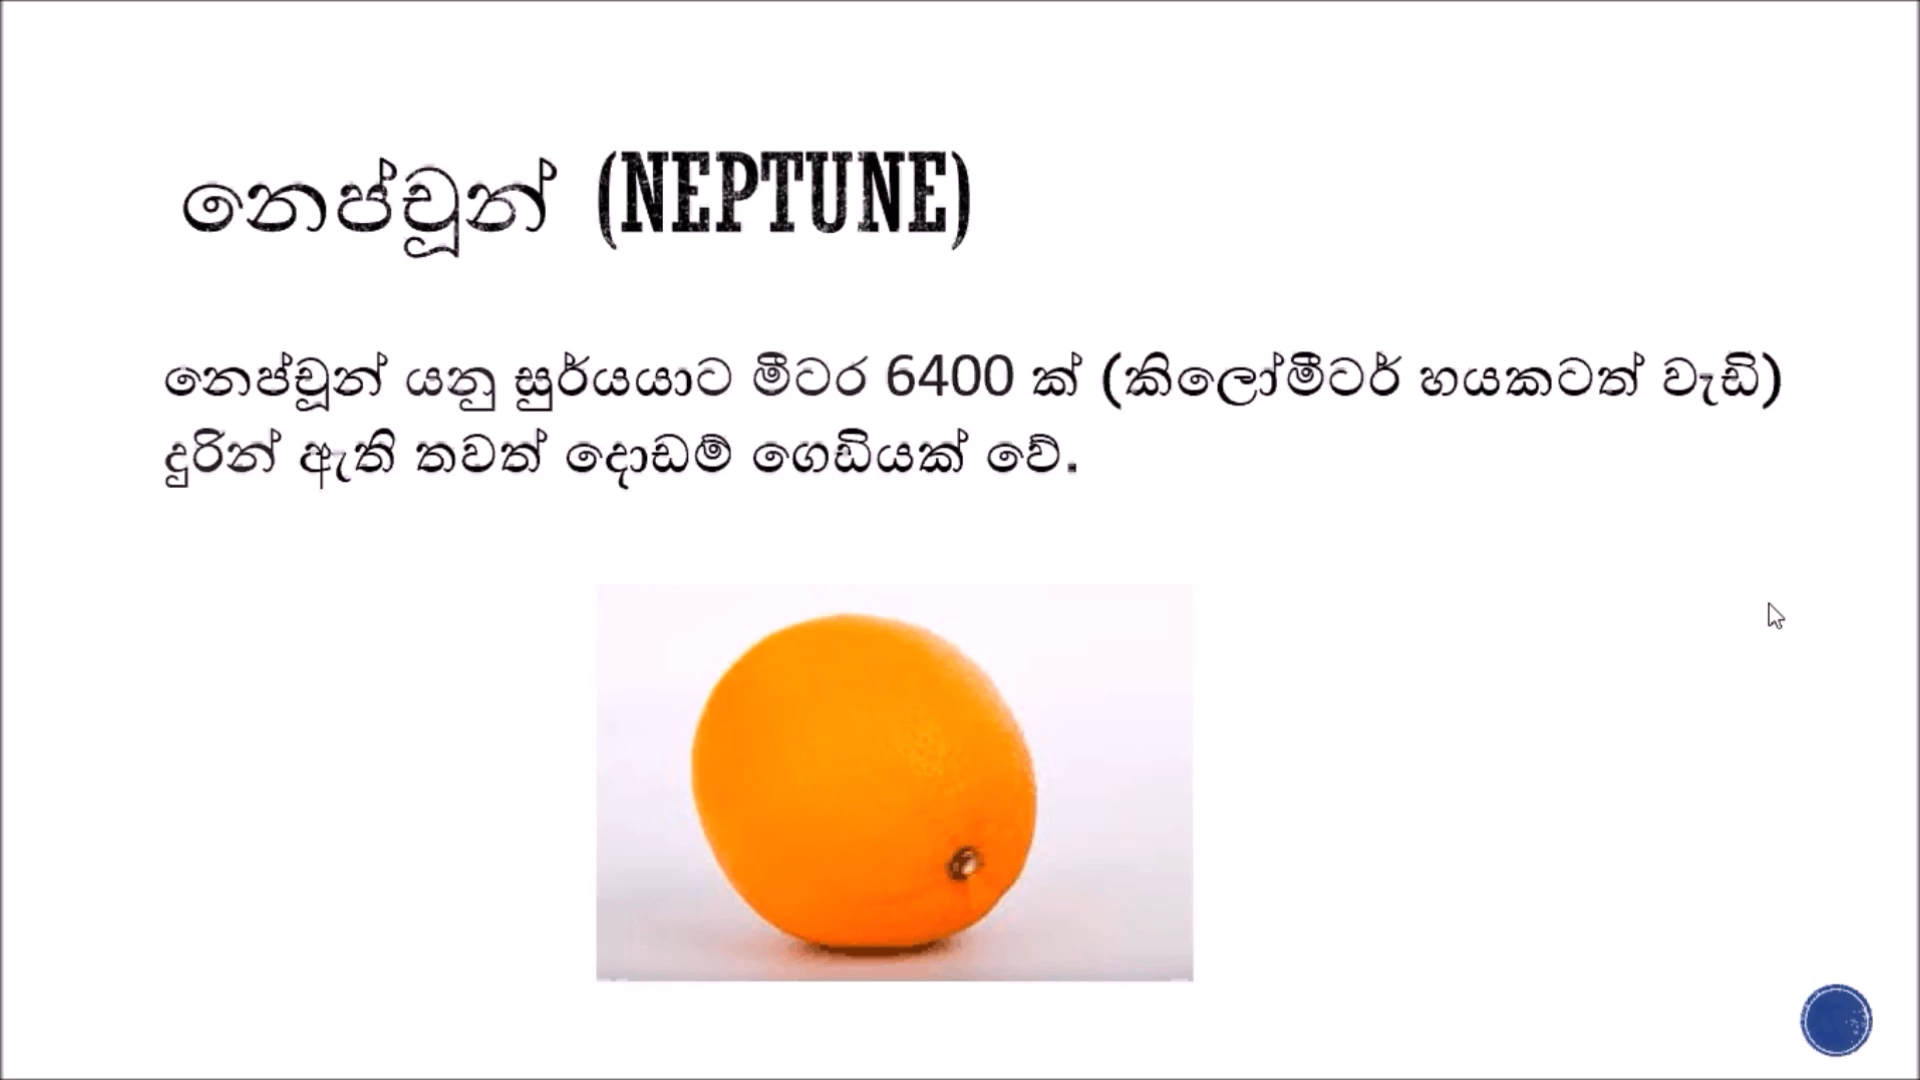 නෙප්චූන් (NEPTUNE)
නෙප්චූන් යනු සුර්යයාට මීටර 6400 ක් (කිලෝමීටර් හයකටත් වැඩි)
දුරින් ඇති තවත් දොඩම් ගෙඩියක් වේ.